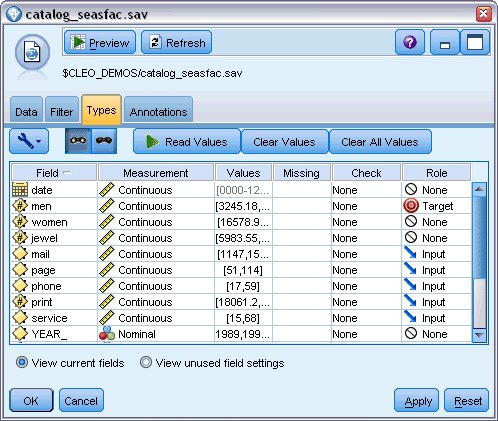 catalog_seasfac.sav
Preview Refresh
$CLEO_DEMOS/catalog_seasfac.sav
Data Filter Types Annotations
Read Values Clear Values Clear All Values
Field Measurement Values Missing Check Role
date Continuous [0000-12... None None
men Continuous [3245.18,... None Target
women Continuous [16578.9... None None
jewel Continuous [5983.55,... None None
mail Continuous [1147,15... None Input
page Continuous [51,114] None Input
phone Continuous [17,59] None Input
print Continuous [18061.2,... None Input
service Continuous [15,68] None Input
YEAR_ Nominal 1989,199... None None
View current fields View unused field settings
OK Cancel Apply Reset